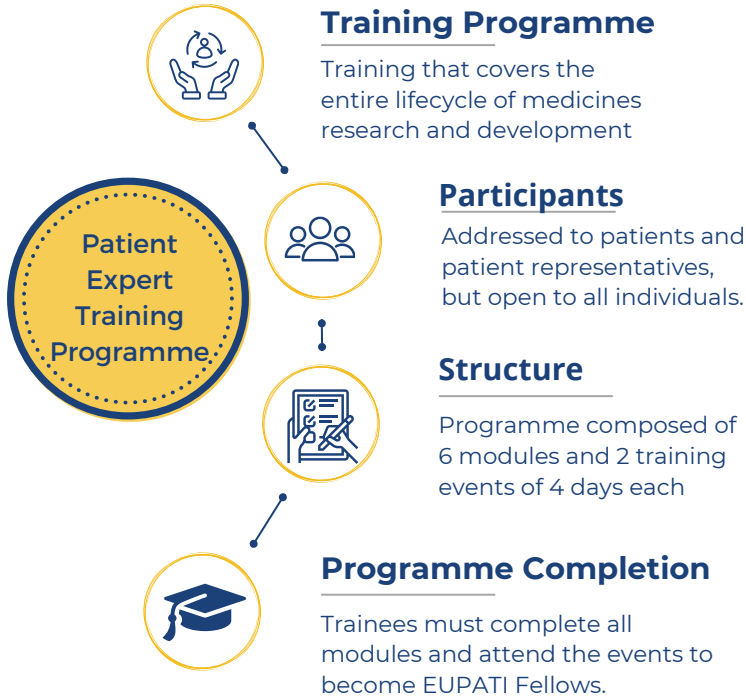 Training Programme
Training that covers the
entire lifecycle of medicines
research and development
Patient
Expert
Training
Programme
Participants
Addressed to patients and
patient representatives,
but open to all individuals.
Structure
Programme composed of
6 modules and 2 training
events of 4 days each
Programme Completion
Trainees must complete all
modules and attend the events to
become EUPATI Fellows.